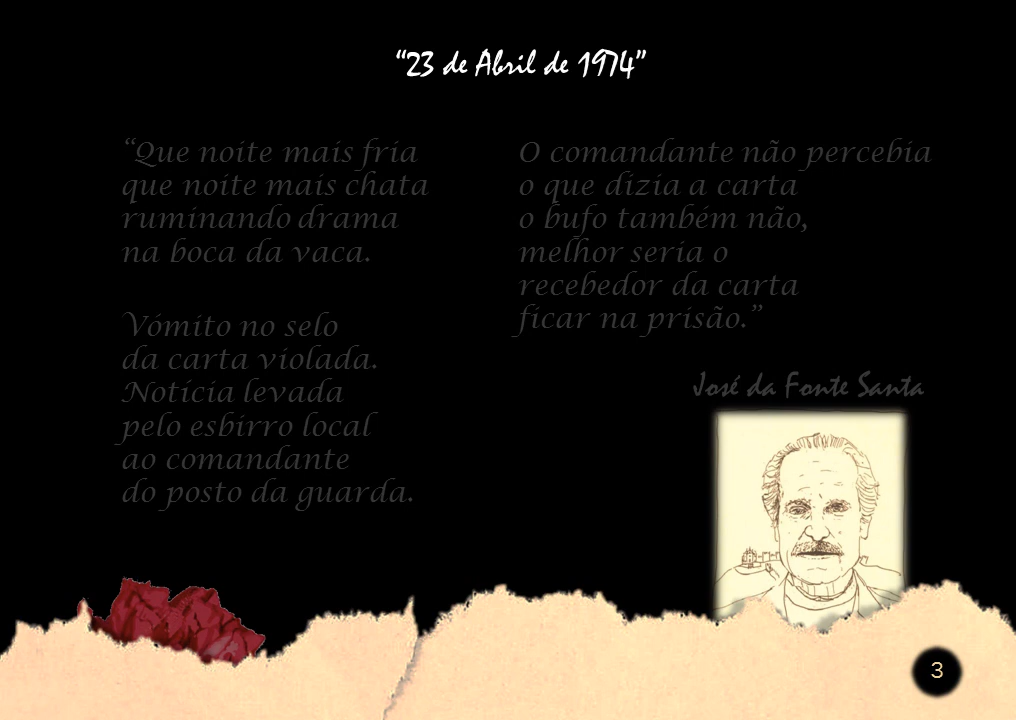 “23 de Abril de 1974”
“Que noite mais fria
que noite mais chata
ruminando drama
na boca da vaca.
Vómito no selo
da carta violada.
Notícia levada
pelo esbirro local
ao comandante
do posto da guarda.
O comandante não percebia
o que dizia a carta
o bufo também não,
melhor seria o
recebedor da carta
ficar na prisão.”
José da Fonte Santa
3